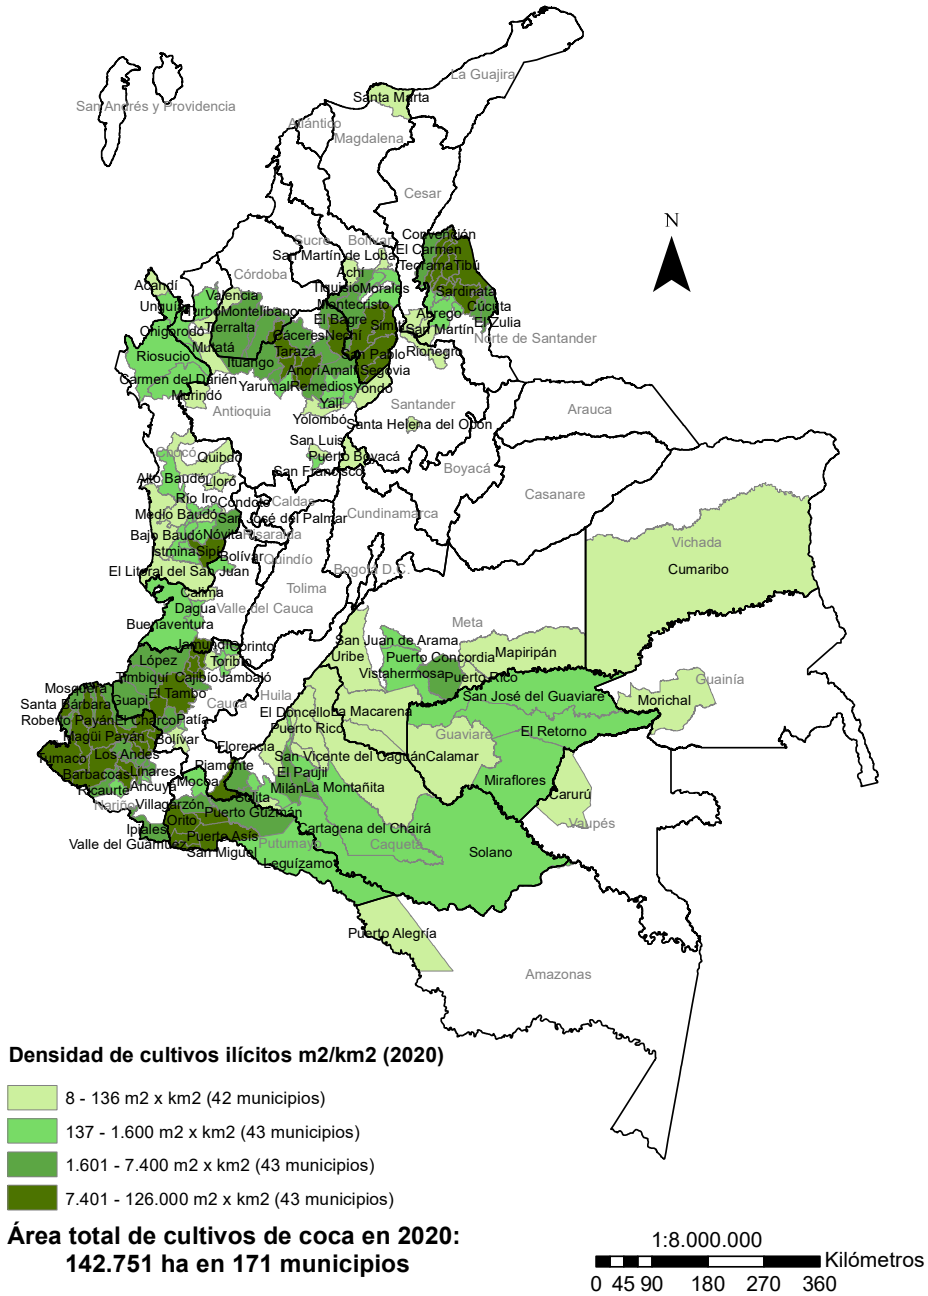 La Guajira
San Andrés y Providencia
Santa Marta
Atlántico
Magdalena
Cesar
N
Sucre
Bolívar
Convención
San Martín de Loba
El Carmen
Córdoba
Achí
Teorama
Tibú
Acandí
Valencia
Tiquisio
Morales
Sardinata
Unguía
Turbo
Montelíbano
Montecristo
Cúcuta
Chigorodó
Tierralta
El Bagre
Simití
Abrego
El Zulia
Mutatá
Cáceres
Nechí
San Martín
Norte de Santander
Riosucio
Ituango
Tarazá
San Pablo
Rionegro
Carmen del Darién
Anorí
Amalfi
Segovia
Murindó
Yarumal
Remedios
Yondó
Antioquia
Yalí
Santander
Arauca
Yolombó
Santa Helena del Opón
San Luis
Chocó
Quibdó
Puerto Boyacá
Boyacá
Alto Baudó
Lloró
San Francisco
Casanare
Río Iro
Condoto
Caldas
Medio Baudó
San José del Palmar
Cundinamarca
Bajo Baudó
Nóvita
Risaralda
Vichada
Istmina
Sipí
Bolívar
Quindío
Cumaribo
El Litoral del San Juan
Bogotá D.C.
Calima
Tolima
Dagua
Valle del Cauca
Buenaventura
Meta
Jamundí
Corinto
San Juan de Arama
López
Toribío
Uribe
Puerto Concordia
Mapiripán
Timbiquí
Cajibío
Jambaló
Vistahermosa
Puerto Rico
Guainía
Mosquera
El Tambo
Huila
San José del Guaviare
Morichal
Santa Bárbara
Guapi
Cauca
El Doncello
La Macarena
Roberto Payán
El Charco
Patía
Puerto Rico
Guaviare
El Retorno
Magüi Payán
Bolívar
Florencia
San Vicente del Caguán
Calamar
Tumaco
Los Andes
Piamonte
El Paujil
Miraflores
Barbacoas
Linares
Mocoa
Milán
La Montañita
Carurú
Ricaurte
Ancuya
Solita
Nariño
Villagarzón
Puerto Guzmán
Vaupés
Ipiales
Orito
Cartagena del Chairá
Valle del Guamuez
Puerto Asís
Putumayo
Caquetá
Solano
San Miguel
Leguízamo
Puerto Alegría
Amazonas
Densidad de cultivos ilícitos m2/km2 (2020)
8 - 136 m2 x km2 (42 municipios)
137 - 1.600 m2 x km2 (43 municipios)
1.601 - 7.400 m2 x km2 (43 municipios)
7.401 - 126.000 m2 x km2 (43 municipios)
Área total de cultivos de coca en 2020:
142.751 ha en 171 municipios
1:8.000.000
Kilómetros
0 45 90 180 270 360